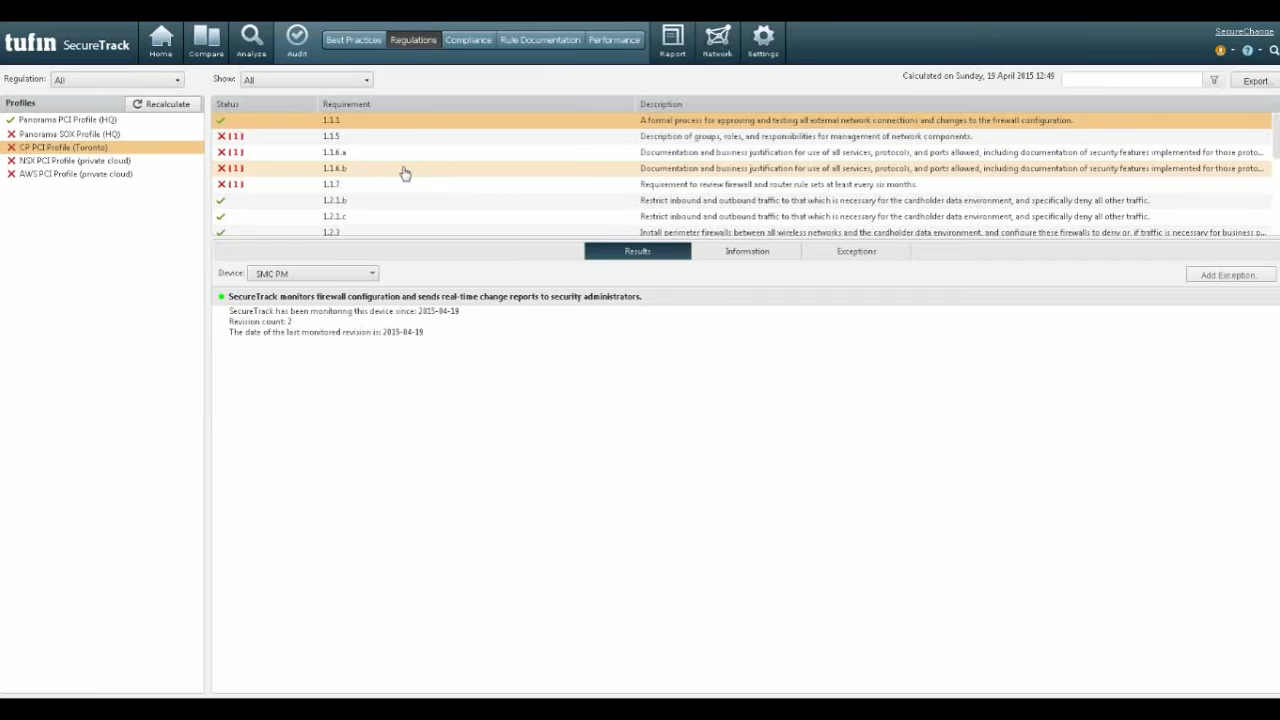 tufin SecureTrack
Home
Compare
Analyze
Audit
Best Practices
Regulations
Compliance
Rule Documentation
Performance
Report
Network
Settings
SecureChange
Regulation: All
Show: All
Calculated on Sunday, 19 April 2015 12:49
Export...
Profiles
Recalculate
Panorama PCI Profile (HQ)
Panorama SOX Profile (HQ)
CP PCI Profile (Toronto)
NSX PCI Profile (private cloud)
AWS PCI Profile (private cloud)
Status Requirement Description
1.1.1 A formal process for approving and testing all external network connections and changes to the firewall configuration.
(1) 1.1.5 Description of groups, roles, and responsibilities for management of network components.
(1) 1.1.6.a Documentation and business justification for use of all services, protocols, and ports allowed, including documentation of security features implemented for those proto...
(1) 1.1.6.b Documentation and business justification for use of all services, protocols, and ports allowed, including documentation of security features implemented for those proto...
(1) 1.1.7 Requirement to review firewall and router rule sets at least every six months.
1.2.1.b Restrict inbound and outbound traffic to that which is necessary for the cardholder data environment, and specifically deny all other traffic.
1.2.1.c Restrict inbound and outbound traffic to that which is necessary for the cardholder data environment, and specifically deny all other traffic.
1.2.3 Install perimeter firewalls between all wireless networks and the cardholder data environment, and configure these firewalls to deny or, if traffic is necessary for business p...
Results
Information
Exceptions
Device: SMC PM
Add Exception...
SecureTrack monitors firewall configuration and sends real-time change reports to security administrators.
SecureTrack has been monitoring this device since: 2015-04-19
Revision count: 2
The date of the last monitored revision is: 2015-04-19